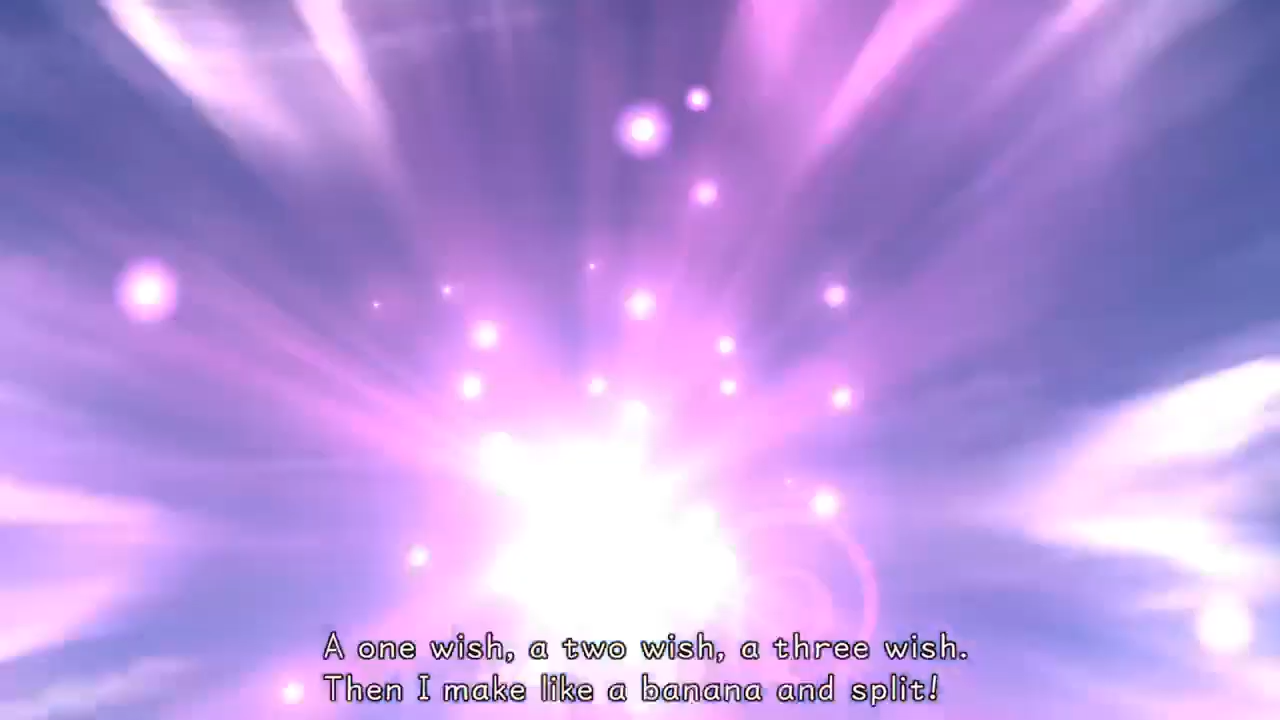 A one wish, a two wish, a three wish.
Then I make like a banana and split!